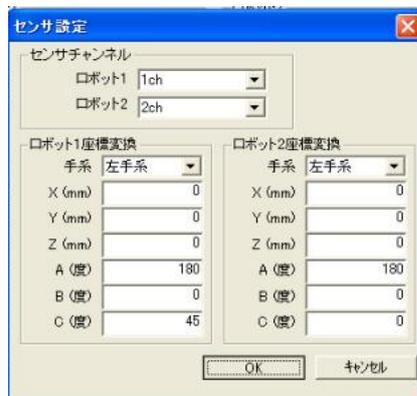 センサ設定
センサチャンネル
ロボット1 1ch
ロボット2 2ch
ロボット1座標変換
手系 左手系
X (mm) 0
Y (mm) 0
Z (mm) 0
A (度) 180
B (度) 0
C (度) 45
ロボット2座標変換
手系 左手系
X (mm) 0
Y (mm) 0
Z (mm) 0
A (度) 180
B (度) 0
C (度) 0
OK キャンセル